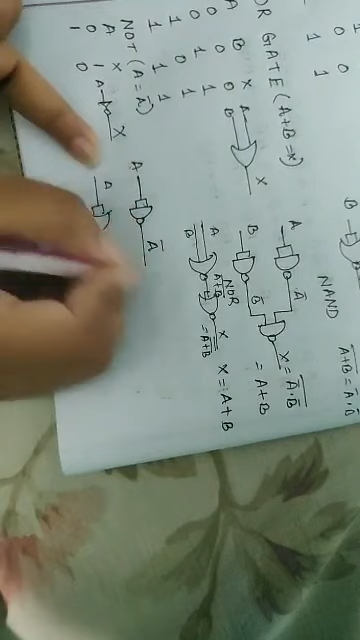 1 0
0 1
OR GATE (A+B=X)
A B X
0 0 0
0 1 1
1 0 1
1 1 1
A
B
X
B
NAND
A̅+̅B̅ = A̅.B̅
A
A̅
B
B̅
X = A̅.B̅
= A+B
NOR
A
B
A̅+̅B̅
X
= A̅+̅B̅
X = A+B
NOT (A = A̅)
A X
0 1
1 0
A
X
A
A̅
A